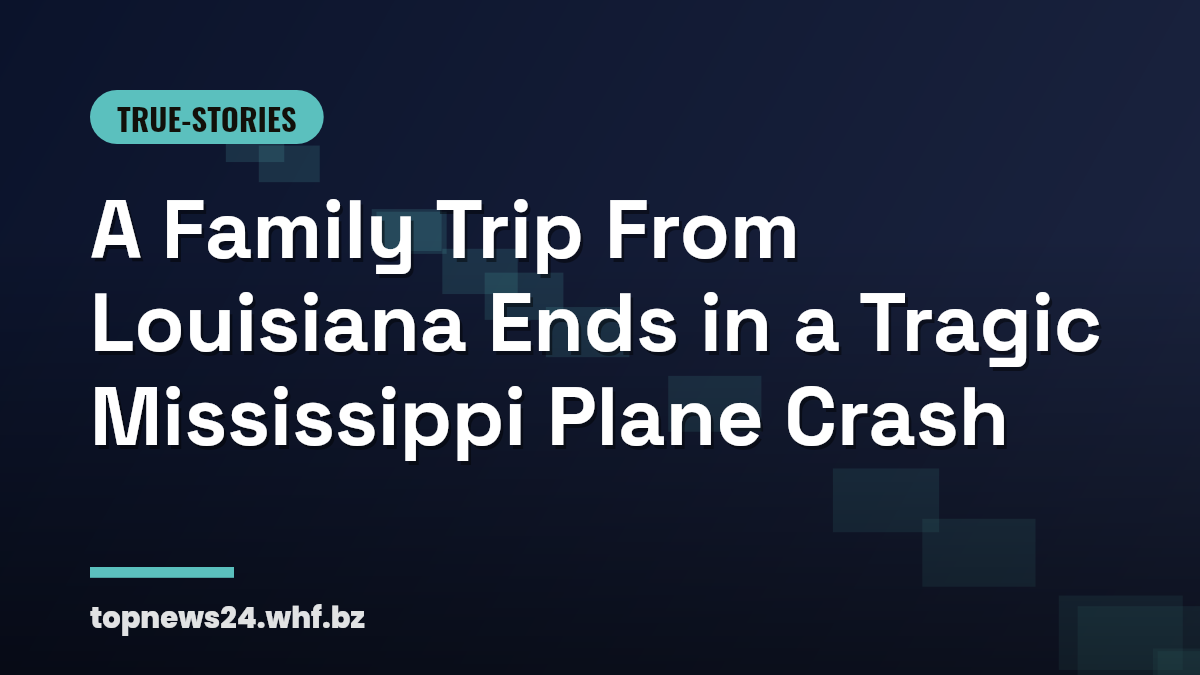 TRUE-STORIES
A Family Trip From
Louisiana Ends in a Tragic
Mississippi Plane Crash
topnews24.whf.bz